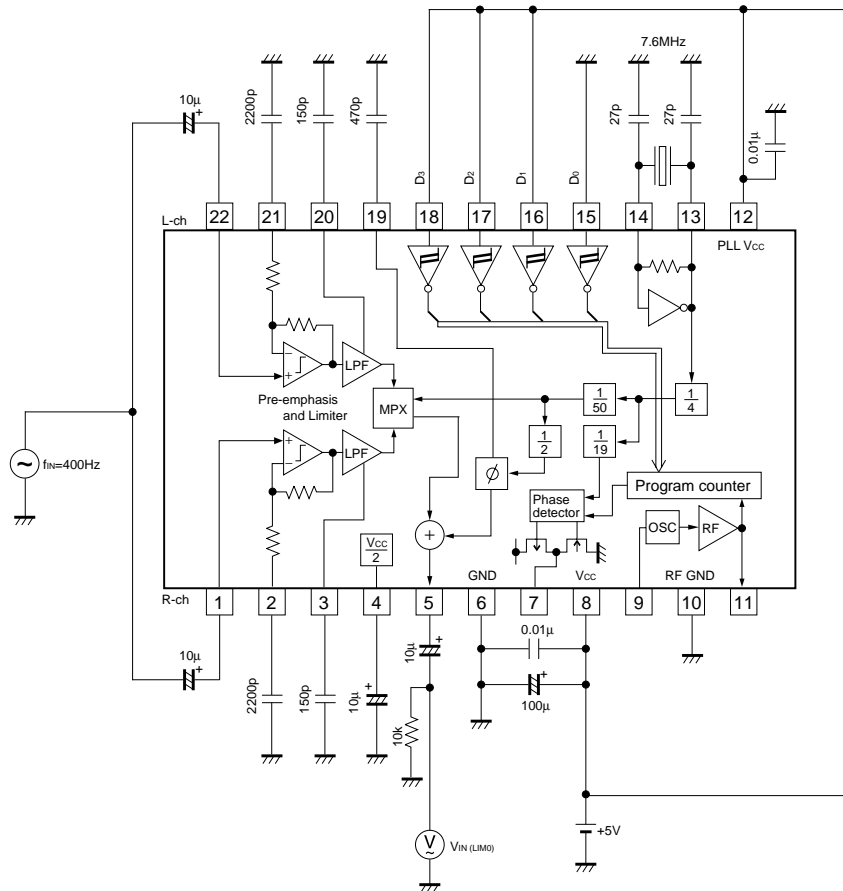 7.6MHz
10μ
+
2200p
150p
470p
D3
D2
D1
D0
27p
27p
0.01μ
L-ch
22
21
20
19
18
17
16
15
14
13
12
PLL VCC
−
+
LPF
Pre-emphasis
and Limiter
MPX
1
50
1
4
1
2
1
19
+
−
LPF
ϕ
Phase
detector
Program counter
~
fIN=400Hz
VCC
2
+
OSC
RF
GND
VCC
RF GND
R-ch
1
2
3
4
5
6
7
8
9
10
11
10μ
+
2200p
150p
10μ
+
10μ
+
10k
0.01μ
+
100μ
+5V
V
~
VIN (LIM0)